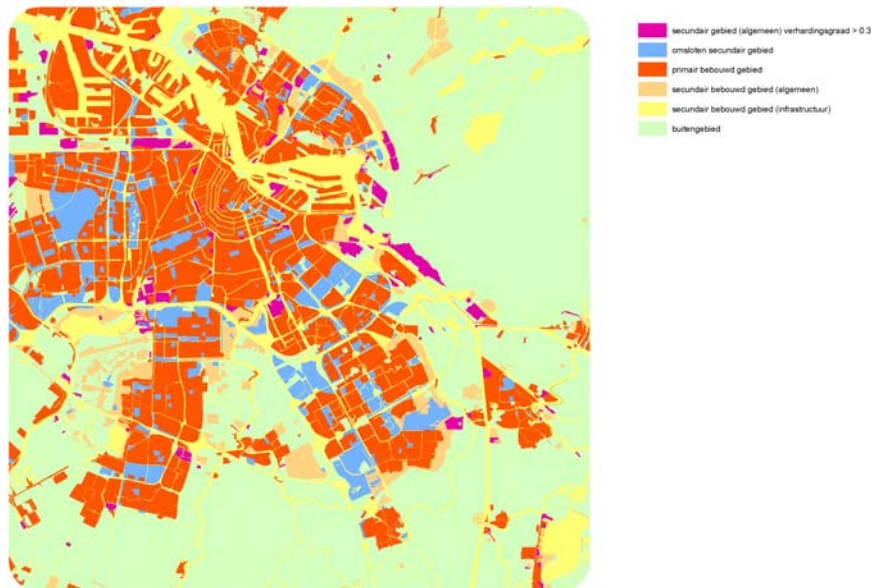 secundair gebied (algemeen) verhardingsgraad > 0.3
omsloten secundair gebied
primair bebouwd gebied
secundair bebouwd gebied (algemeen)
secundair bebouwd gebied (infrastructuur)
buitengebied